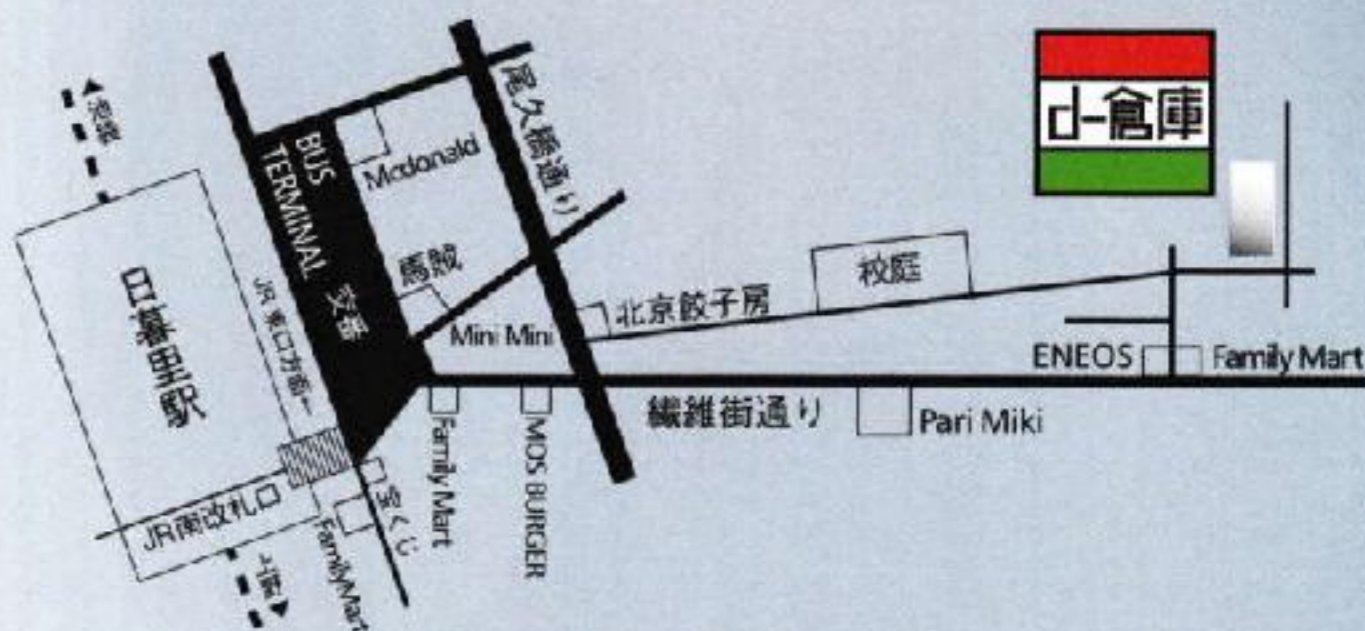 d-倉庫
池袋
尾久橋通り
BUS
TERMINAL
交番
Mcdonald
馬賊
Mini Mini
北京餃子房
校庭
日暮里駅
JR東口方面
ENEOS
Family Mart
繊維街通り
Pari Miki
Family Mart
MOS BURGER
宝くじ
JR南改札口
FamilyMart
上野